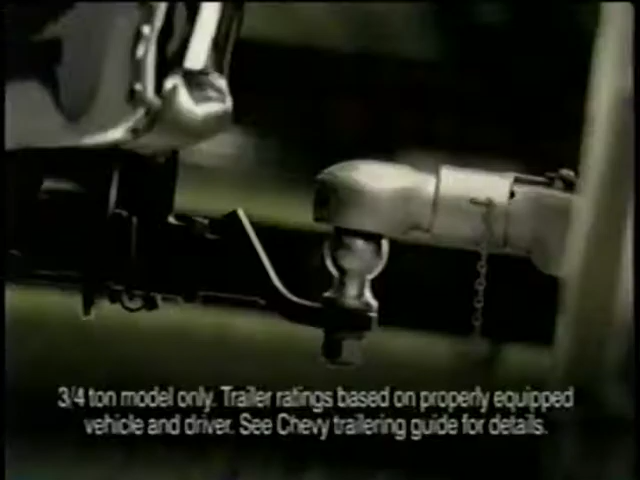 3/4 ton model only. Trailer ratings based on properly equipped
vehicle and driver. See Chevy trailering guide for details.